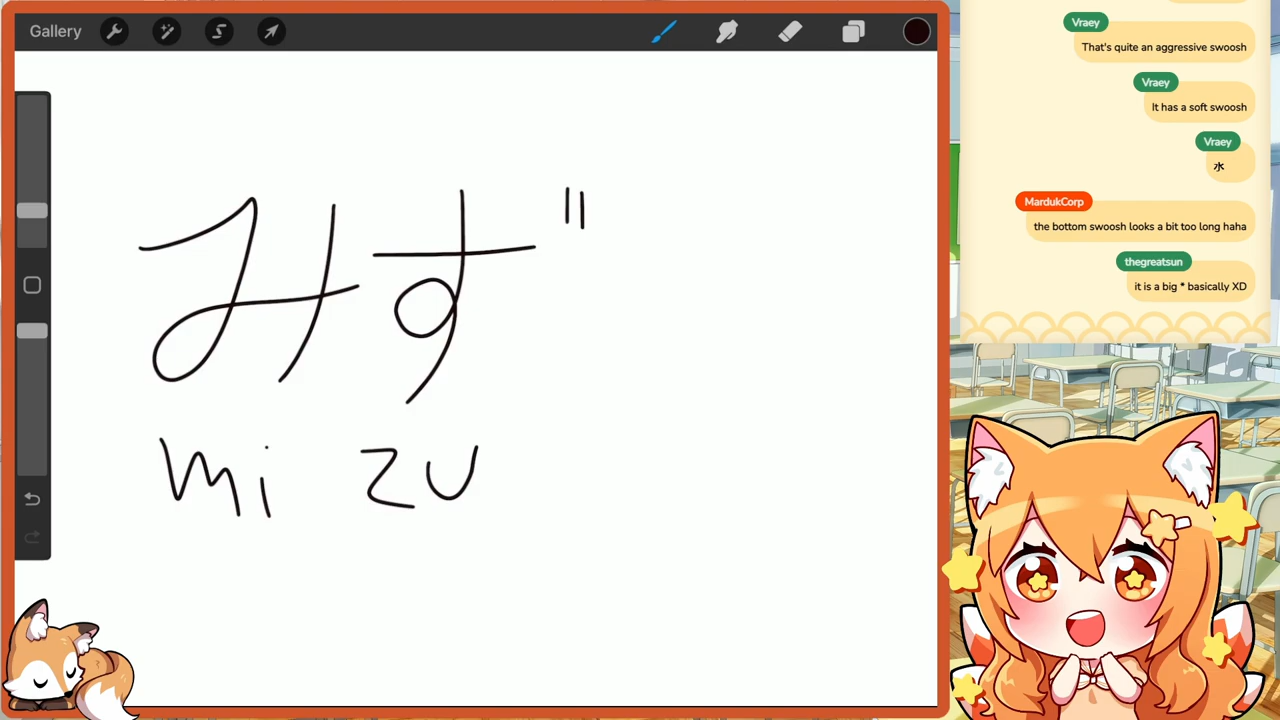 Gallery
みず
mi zu
Vraey
That's quite an aggressive swoosh
Vraey
It has a soft swoosh
Vraey
水
MardukCorp
the bottom swoosh looks a bit too long haha
thegreatsun
it is a big * basically XD